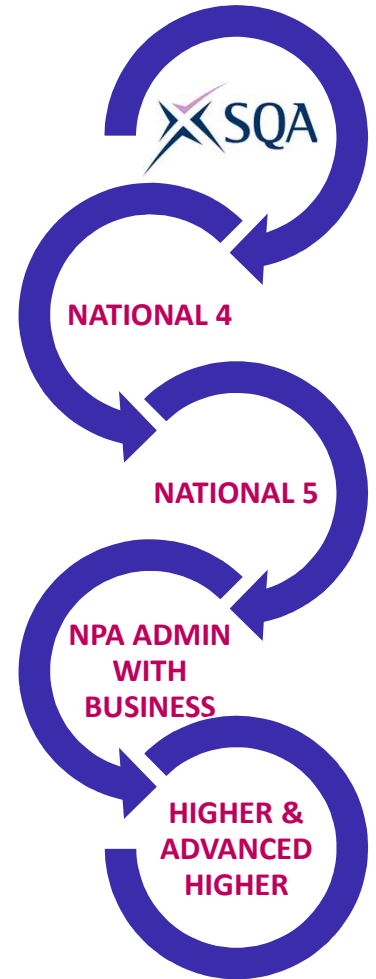 SQA
NATIONAL 4
NATIONAL 5
NPA ADMIN
WITH
BUSINESS
HIGHER &
ADVANCED
HIGHER